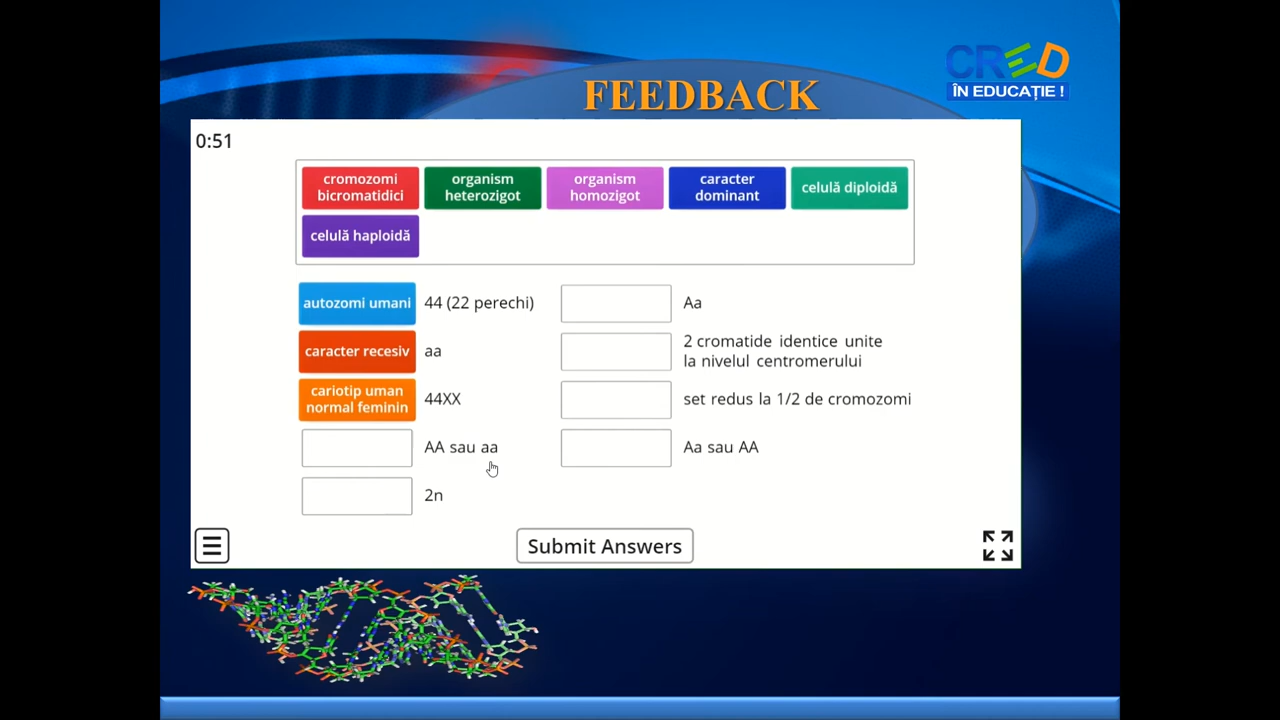 CRED
ÎN EDUCAȚIE !
FEEDBACK
0:51
cromozomi
bicromatidici
organism
heterozigot
organism
homozigot
caracter
dominant
celulă diploidă
celulă haploidă
autozomi umani
44 (22 perechi)
Aa
caracter recesiv
aa
2 cromatide identice unite
la nivelul centromerului
cariotip uman
normal feminin
44XX
set redus la 1/2 de cromozomi
AA sau aa
Aa sau AA
2n
Submit Answers